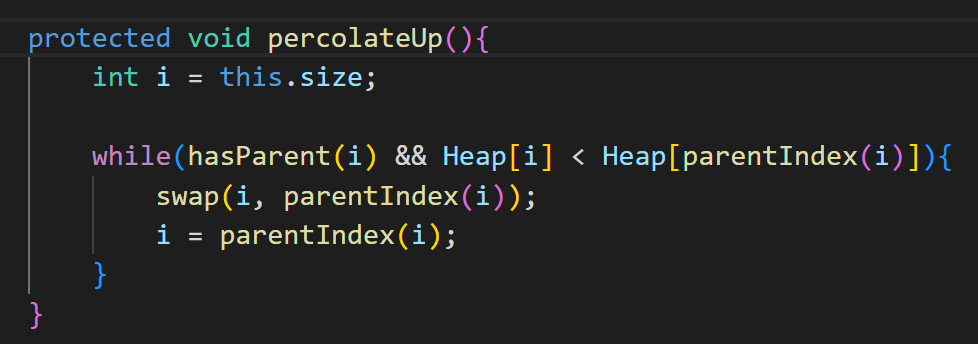 protected void percolateUp(){
    int i = this.size;

    while(hasParent(i) && Heap[i] < Heap[parentIndex(i)]){
        swap(i, parentIndex(i));
        i = parentIndex(i);
    }
}